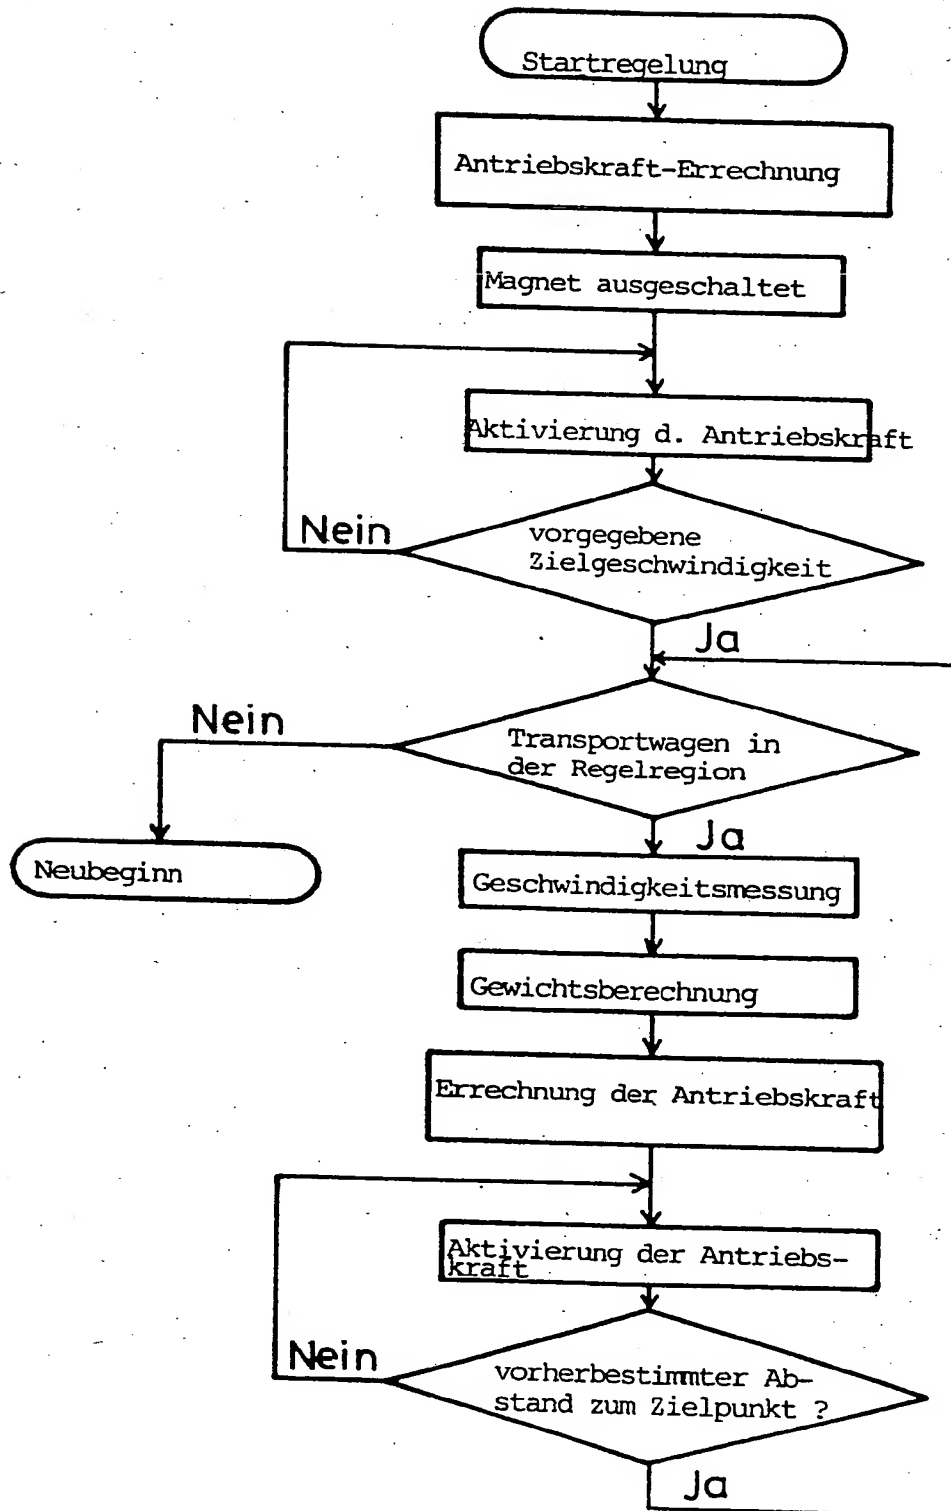 Startregelung
Antriebskraft-Errechnung
Magnet ausgeschaltet
Aktivierung d. Antriebskraft
Nein
vorgegebene
Zielgeschwindigkeit
Ja
Nein
Transportwagen in
der Regelregion
Ja
Neubeginn
Geschwindigkeitsmessung
Gewichtsberechnung
Errechnung der Antriebskraft
Aktivierung der Antriebs-
kraft
Nein
vorherbestimmter Ab-
stand zum Zielpunkt ?
Ja